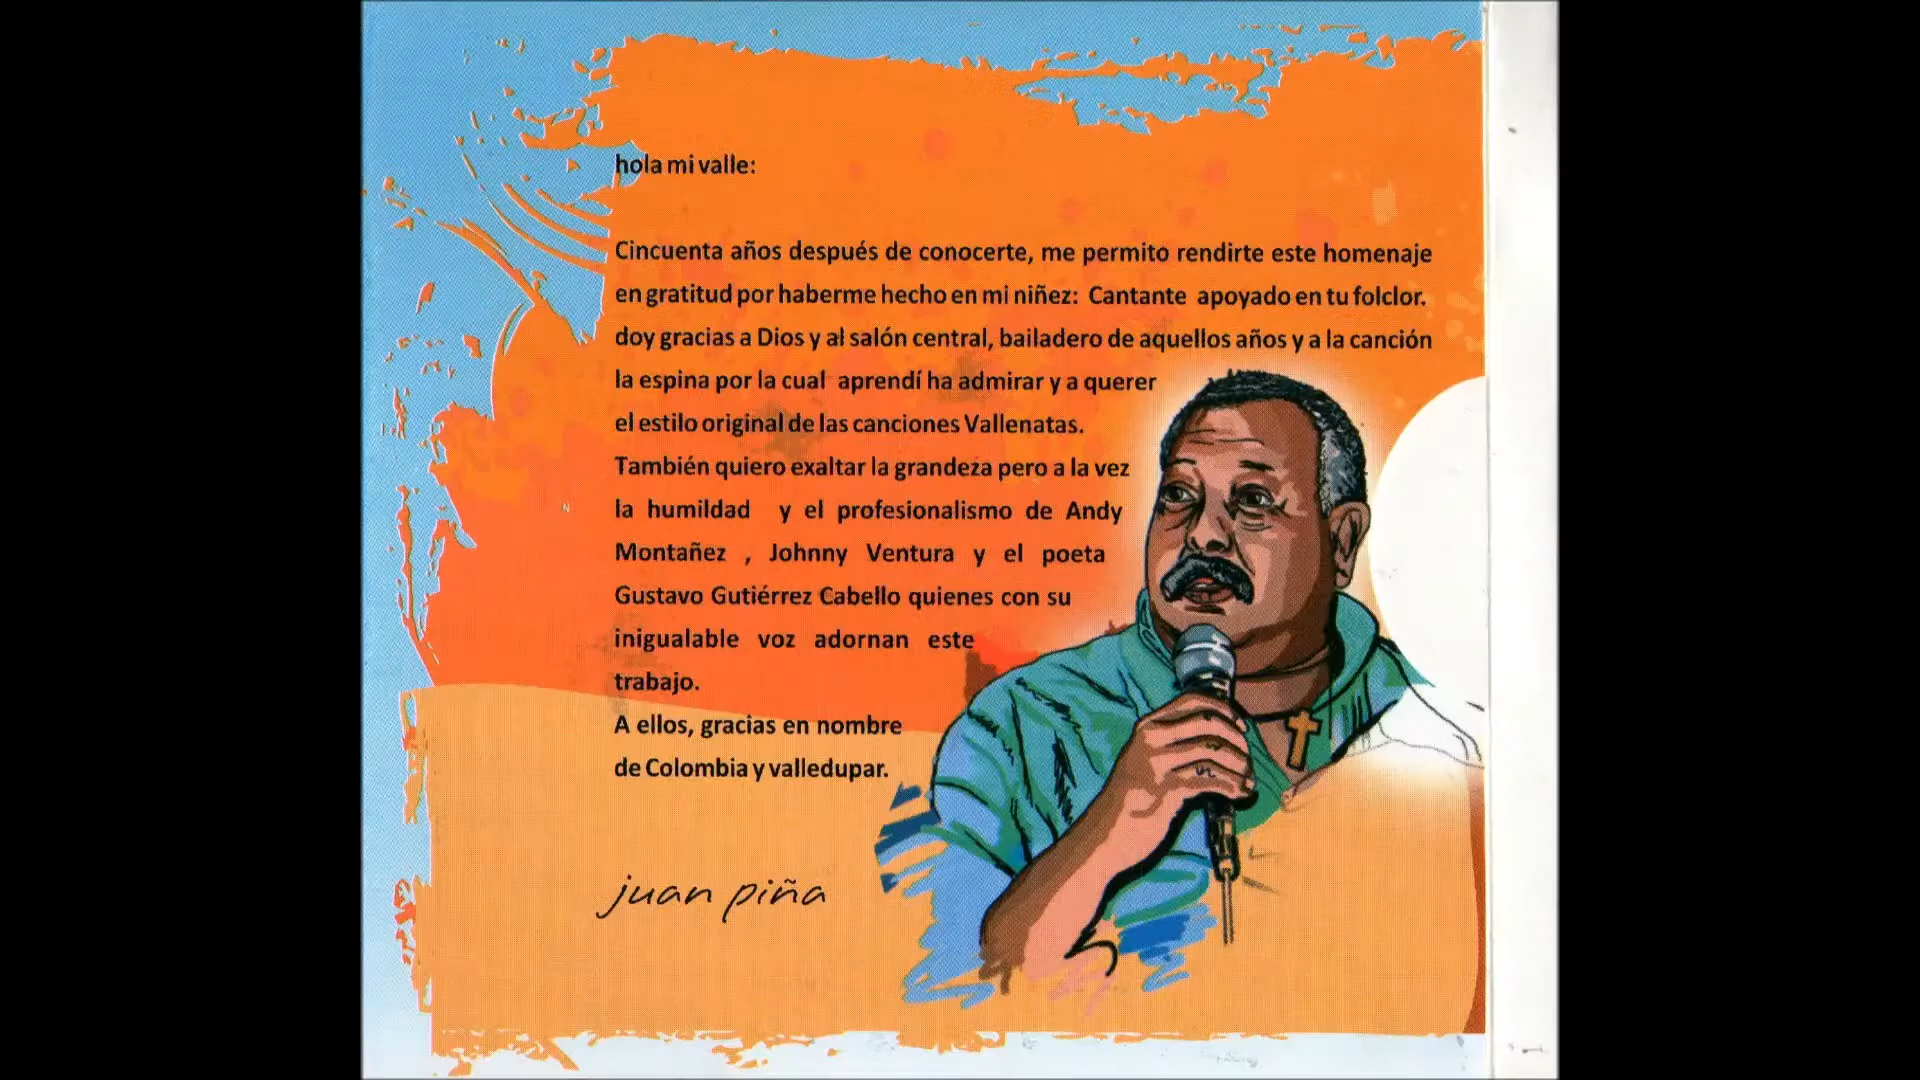 hola mi valle:
Cincuenta años después de conocerte, me permito rendirte este homenaje
en gratitud por haberme hecho en mi niñez: Cantante apoyado en tu folclor.
doy gracias a Dios y al salón central, bailadero de aquellos años y a la canción
la espina por la cual aprendí ha admirar y a querer
el estilo original de las canciones Vallenatas.
También quiero exaltar la grandeza pero a la vez
la humildad y el profesionalismo de Andy
Montañez , Johnny Ventura y el poeta
Gustavo Gutiérrez Cabello quienes con su
inigualable voz adornan este
trabajo.
A ellos, gracias en nombre
de Colombia y valledupar.
juan piña